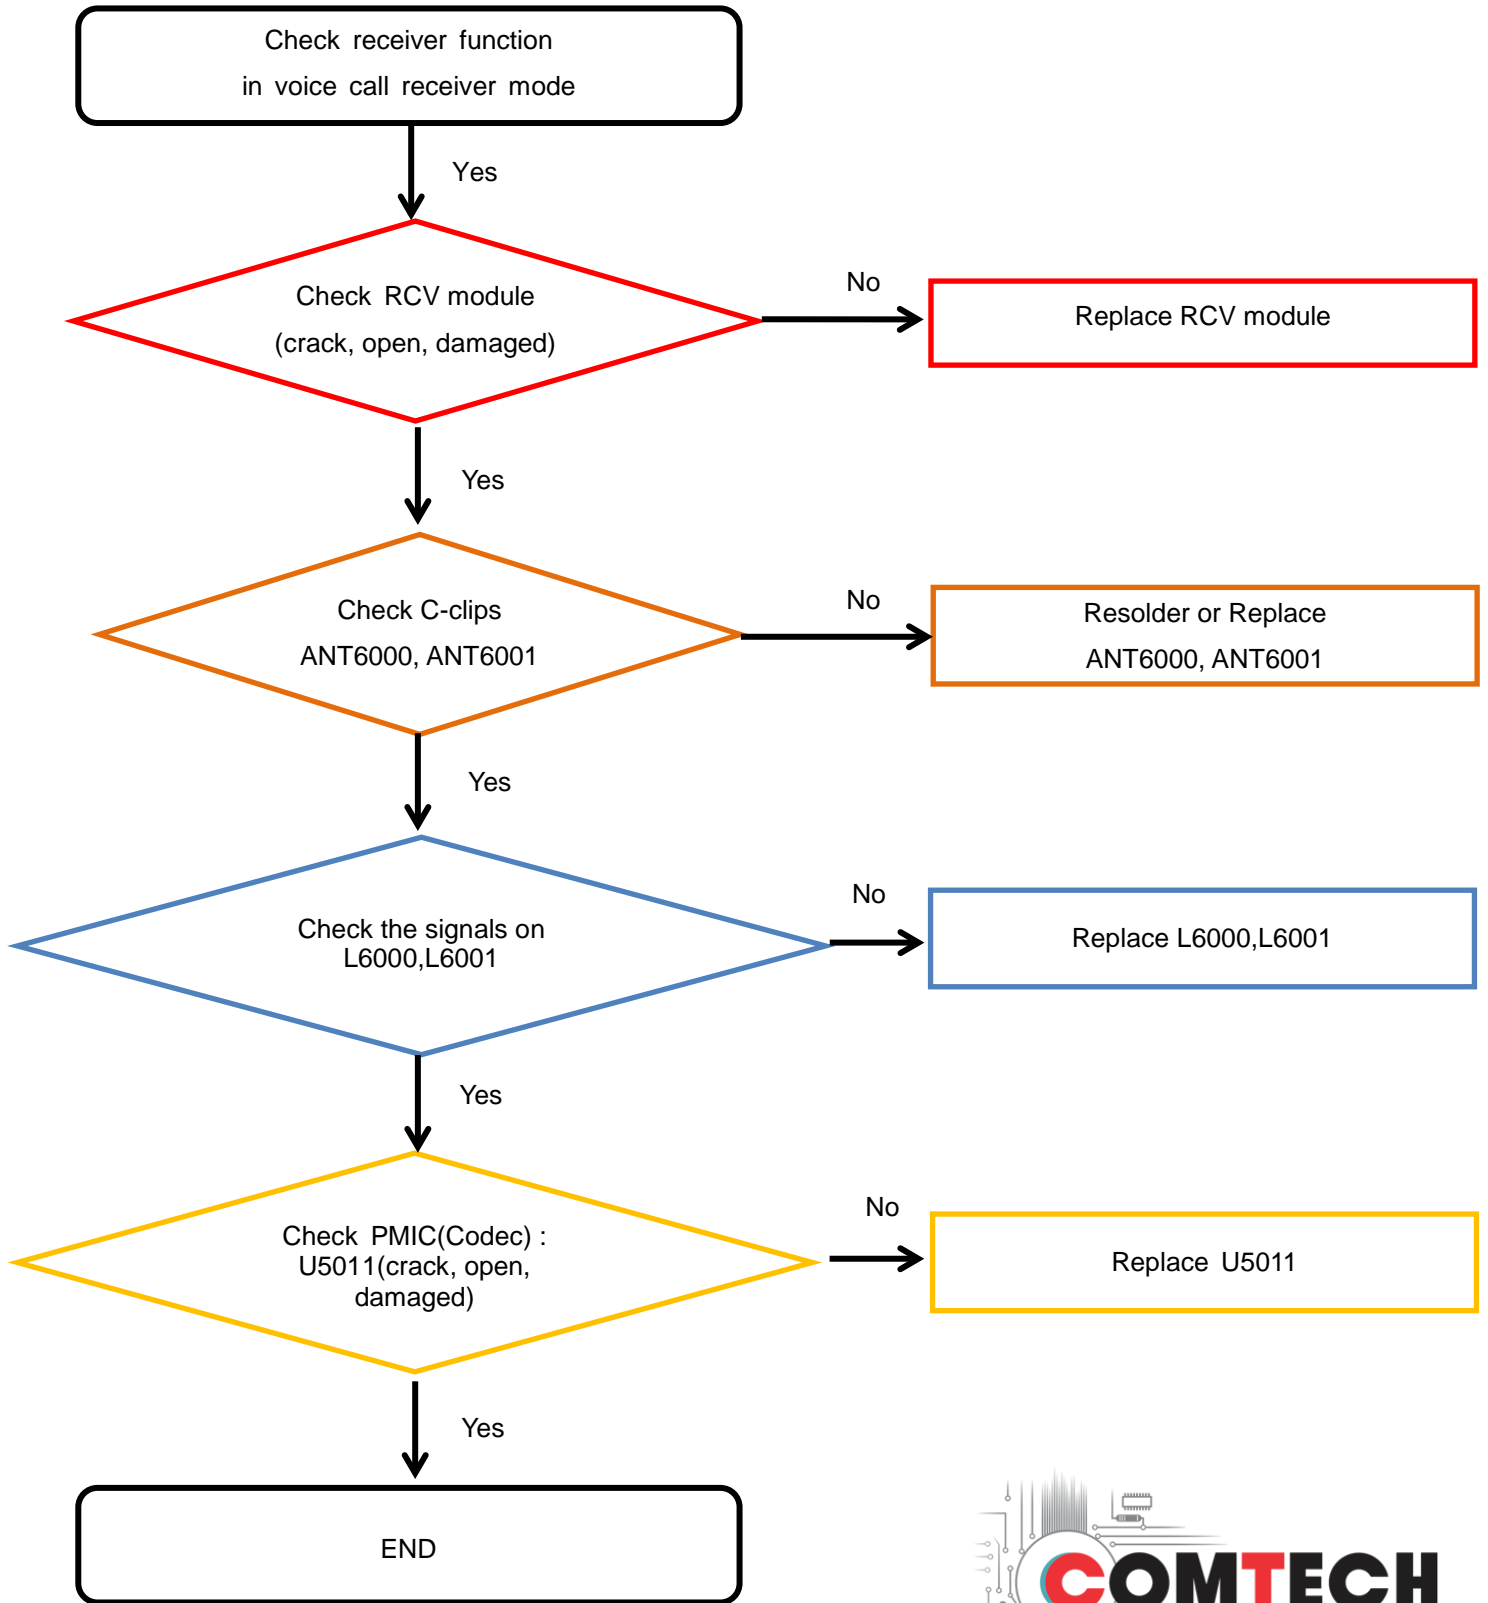 Check receiver function
in voice call receiver mode
Yes
Check RCV module
(crack, open, damaged)
No
Replace RCV module
Yes
Check C-clips
ANT6000, ANT6001
No
Resolder or Replace
ANT6000, ANT6001
Yes
Check the signals on
L6000,L6001
No
Replace L6000,L6001
Yes
Check PMIC(Codec) :
U5011(crack, open,
damaged)
No
Replace U5011
Yes
END
COMTECH